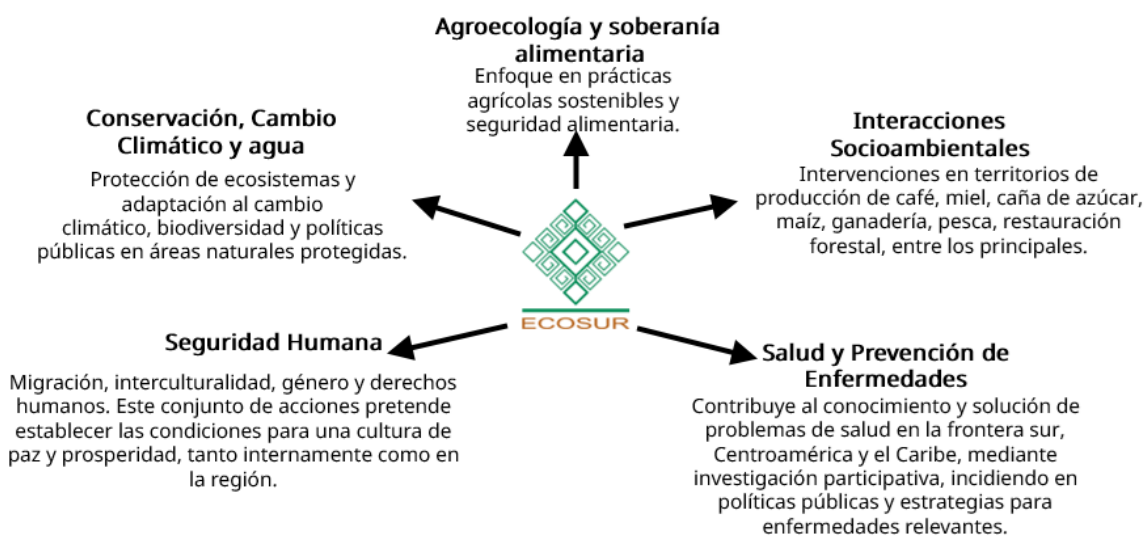 Agroecología y soberanía
alimentaria
Enfoque en prácticas
agrícolas sostenibles y
seguridad alimentaria.
Conservación, Cambio
Climático y agua
Protección de ecosistemas y
adaptación al cambio
climático, biodiversidad y políticas
públicas en áreas naturales protegidas.
Interacciones
Socioambientales
Intervenciones en territorios de
producción de café, miel, caña de azúcar,
maíz, ganadería, pesca, restauración
forestal, entre los principales.
ECOSUR
Seguridad Humana
Migración, interculturalidad, género y derechos
humanos. Este conjunto de acciones pretende
establecer las condiciones para una cultura de
paz y prosperidad, tanto internamente como en
la región.
Salud y Prevención de
Enfermedades
Contribuye al conocimiento y solución de
problemas de salud en la frontera sur,
Centroamérica y el Caribe, mediante
investigación participativa, incidiendo en
políticas públicas y estrategias para
enfermedades relevantes.